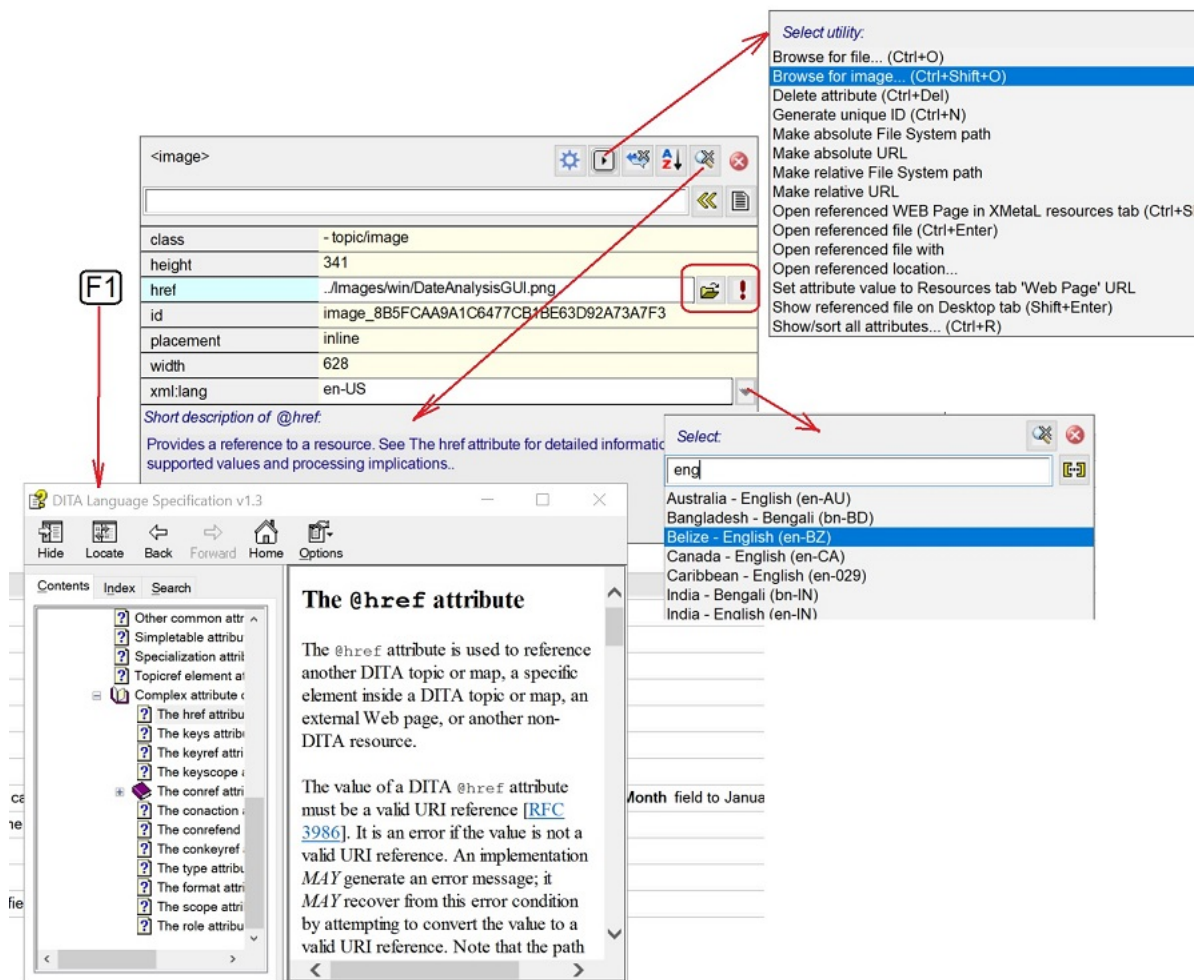 Select utility:
Browse for file... (Ctrl+O)
Browse for image... (Ctrl+Shift+O)
Delete attribute (Ctrl+Del)
Generate unique ID (Ctrl+N)
Make absolute File System path
Make absolute URL
Make relative File System path
Make relative URL
Open referenced WEB Page in XMetaL resources tab (Ctrl+S
Open referenced file (Ctrl+Enter)
Open referenced file with
Open referenced location...
Set attribute value to Resources tab 'Web Page' URL
Show referenced file on Desktop tab (Shift+Enter)
Show/sort all attributes... (Ctrl+R)
<image>
class - topic/image
height 341
href ../Images/win/DateAnalysisGUI.png
id image_8B5FCAA9A1C6477CB1BE63D92A73A7F3
placement inline
width 628
xml:lang en-US
F1
Short description of @href:
Provides a reference to a resource. See The href attribute for detailed informatio
supported values and processing implications..
Select:
eng
Australia - English (en-AU)
Bangladesh - Bengali (bn-BD)
Belize - English (en-BZ)
Canada - English (en-CA)
Caribbean - English (en-029)
India - Bengali (bn-IN)
India - English (en-IN)
DITA Language Specification v1.3
Hide Locate Back Forward Home Options
Contents Index Search
Other common attr
Simpletable attribu
Specialization attrib
Topicref element at
Complex attribute d
The href attribu
The keys attribu
The keyref attri
The keyscope a
The conref attri
The conaction a
The conrefend
The conkeyref a
The type attribu
The format attri
The scope attri
The role attribu
The @href attribute
The @href attribute is used to reference
another DITA topic or map, a specific
element inside a DITA topic or map, an
external Web page, or another non-
DITA resource.
The value of a DITA @href attribute
must be a valid URI reference [RFC
3986]. It is an error if the value is not a
valid URI reference. An implementation
MAY generate an error message; it
MAY recover from this error condition
by attempting to convert the value to a
valid URI reference. Note that the path
Month field to Janua